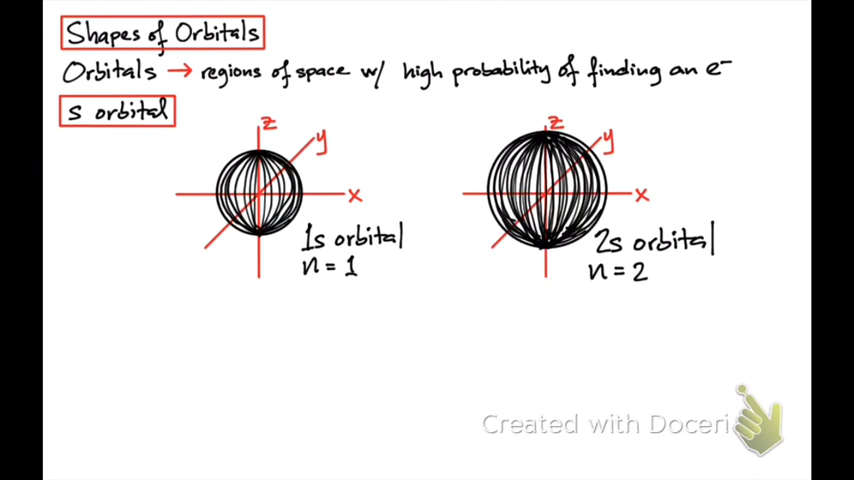 Shapes of Orbitals
Orbitals → regions of space w/ high probability of finding an e⁻
s orbital
z
y
x
1s orbital
n = 1
z
y
x
2s orbital
n = 2
Created with Doceri